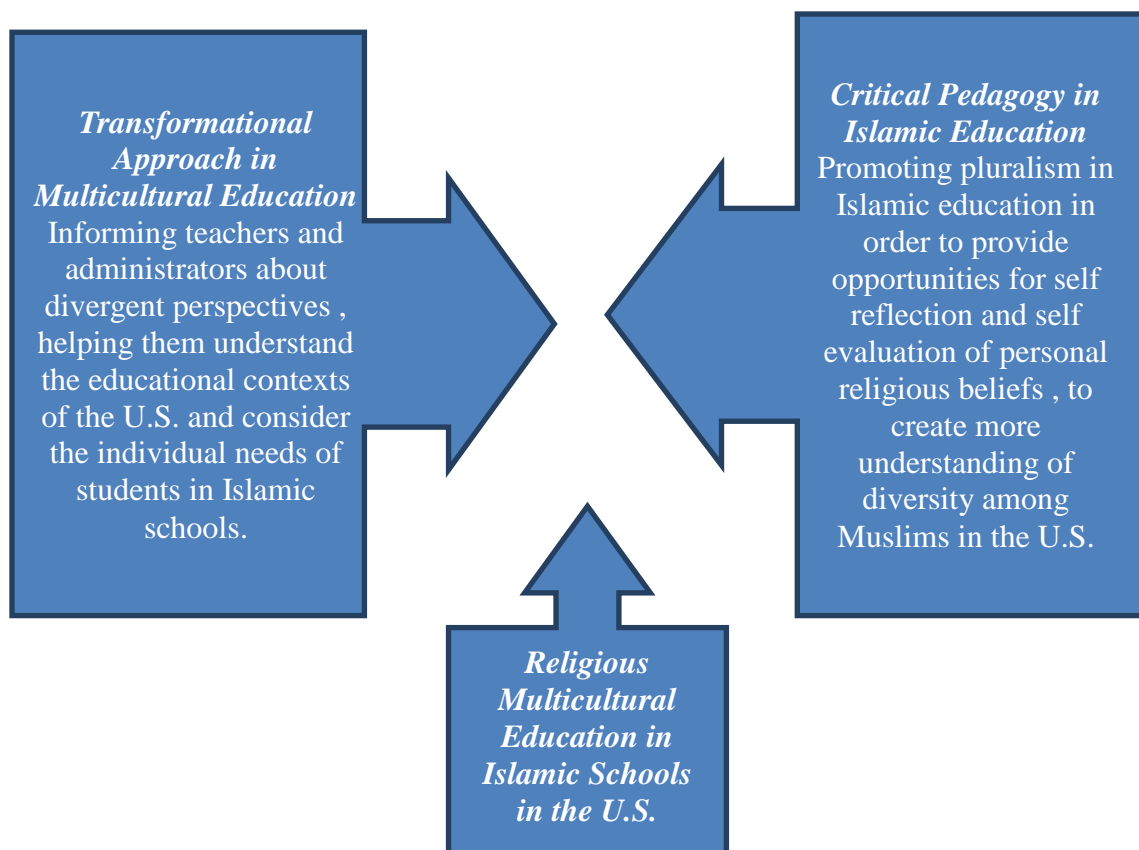 Transformational
Approach in
Multicultural Education
Informing teachers and
administrators about
divergent perspectives ,
helping them understand
the educational contexts
of the U.S. and consider
the individual needs of
students in Islamic
schools.
Critical Pedagogy in
Islamic Education
Promoting pluralism in
Islamic education in
order to provide
opportunities for self
reflection and self
evaluation of personal
religious beliefs , to
create more
understanding of
diversity among
Muslims in the U.S.
Religious
Multicultural
Education in
Islamic Schools
in the U.S.